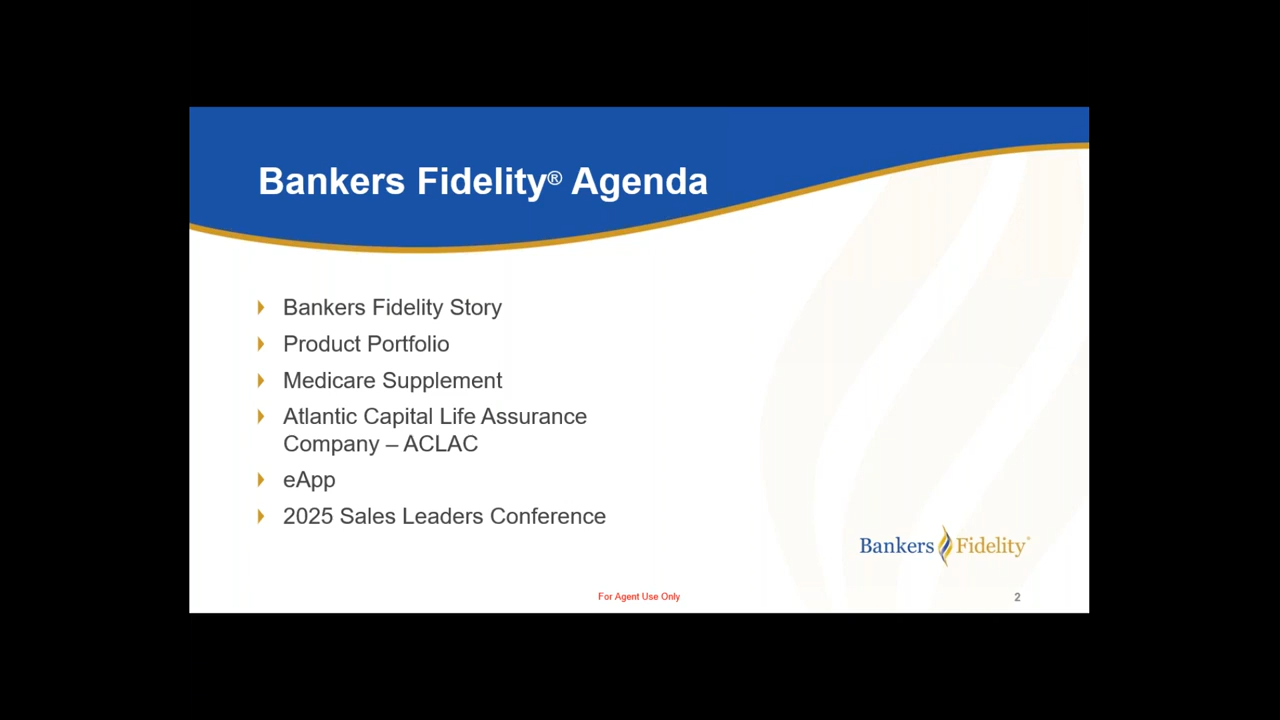 Bankers Fidelity® Agenda
Bankers Fidelity Story
Product Portfolio
Medicare Supplement
Atlantic Capital Life Assurance
Company – ACLAC
eApp
2025 Sales Leaders Conference
Bankers Fidelity®
For Agent Use Only
2